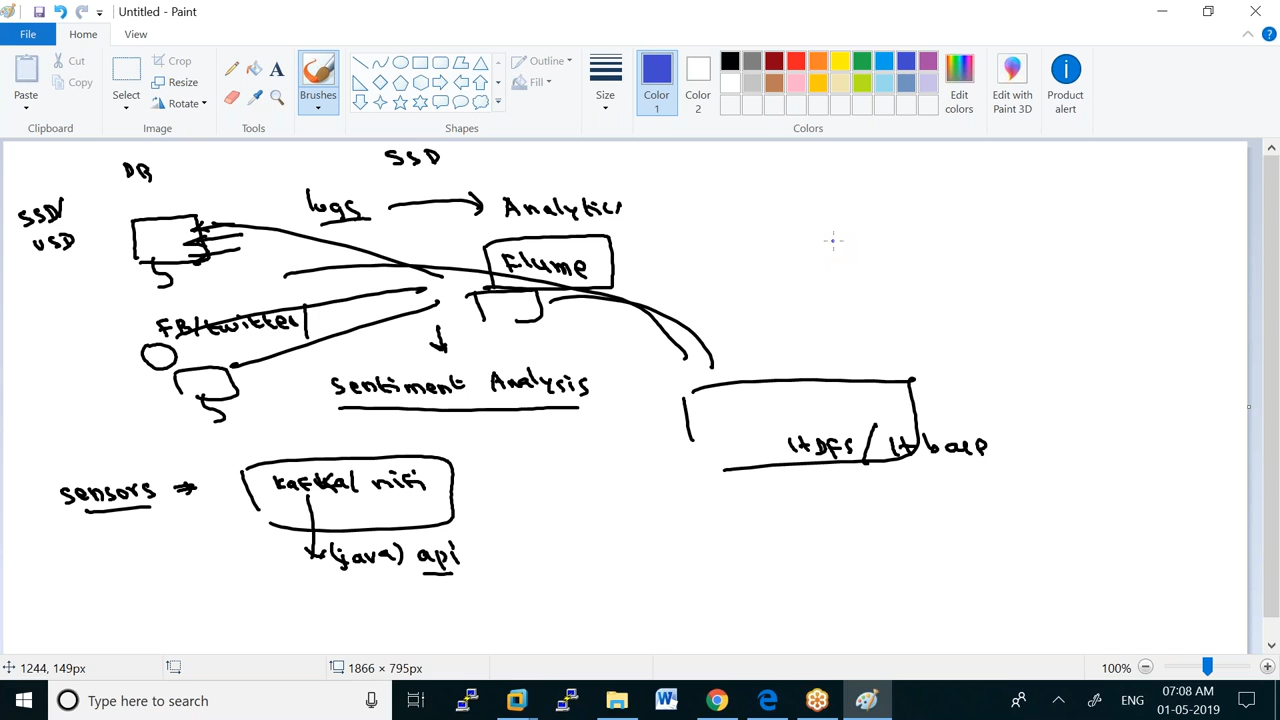 Untitled - Paint
File
Home
View
Paste
Cut
Copy
Clipboard
Select
Crop
Resize
Rotate
Image
A
Tools
Brushes
Outline
Fill
Shapes
Size
Color 1
Color 2
Edit colors
Colors
Edit with Paint 3D
Product alert
DB
SSD
SSD/
USD
logs
Analytics
Flume
FB/twitter
sentiment Analysis
HDFS / Hbase
sensors
kafka/ nifi
(java) api
1244, 149px
1866 × 795px
100%
Type here to search
ENG
07:08 AM
01-05-2019